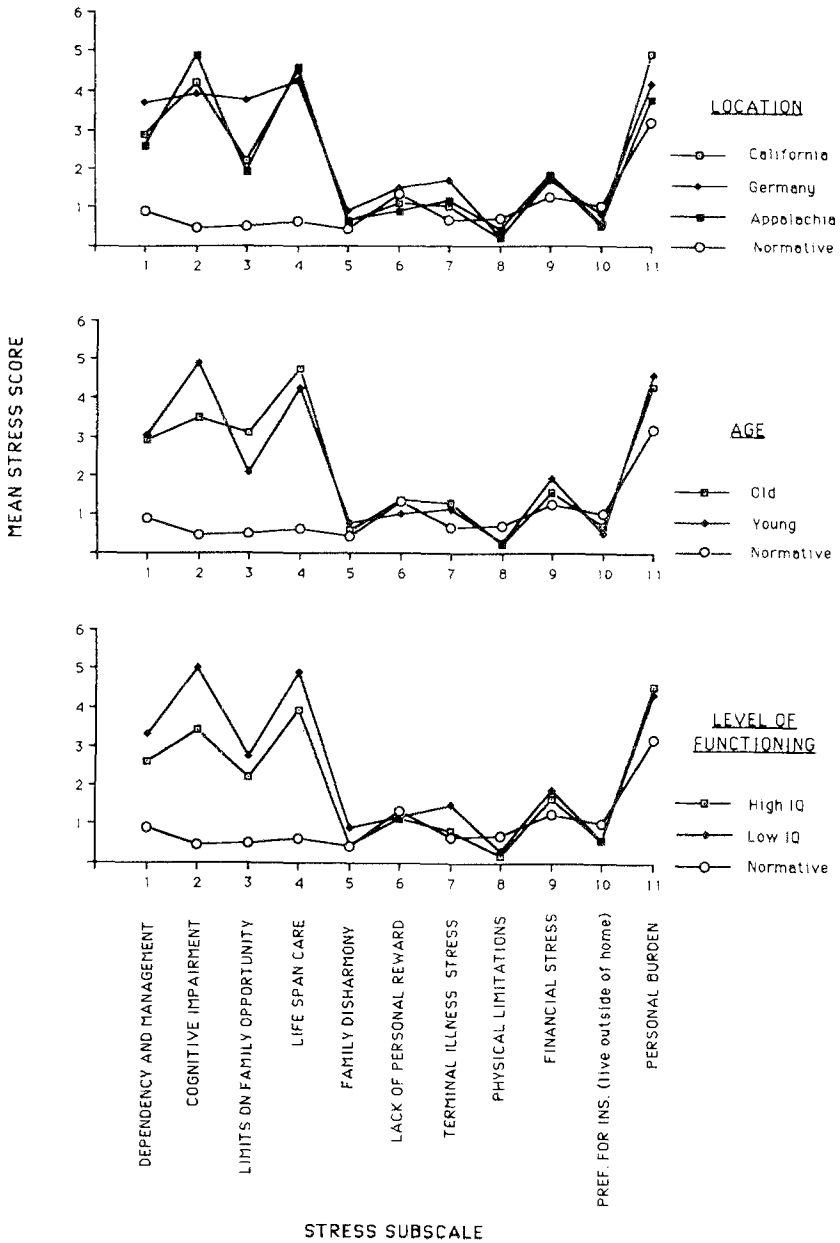 MEAN STRESS SCORE
6
5
4
3
2
1
1 2 3 4 5 6 7 8 9 10 11
LOCATION
California
Germany
Appalachia
Normative
6
5
4
3
2
1
1 2 3 4 5 6 7 8 9 10 11
AGE
Old
Young
Normative
6
5
4
3
2
1
1 2 3 4 5 6 7 8 9 10 11
LEVEL OF
FUNCTIONING
High IQ
Low IQ
Normative
DEPENDENCY AND MANAGEMENT
COGNITIVE IMPAIRMENT
LIMITS ON FAMILY OPPORTUNITY
LIFE SPAN CARE
FAMILY DISHARMONY
LACK OF PERSONAL REWARD
TERMINAL ILLNESS STRESS
PHYSICAL LIMITATIONS
FINANCIAL STRESS
PREF. FOR INS. (live outside of home)
PERSONAL BURDEN
STRESS SUBSCALE